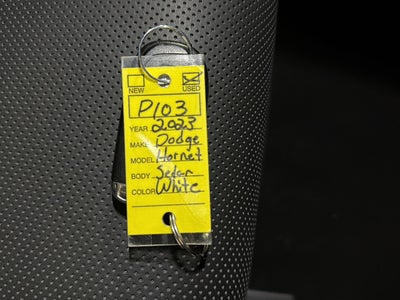 NEW USED
P103
YEAR 2023
MAKE Dodge
MODEL Hornet
BODY Sedan
COLOR White